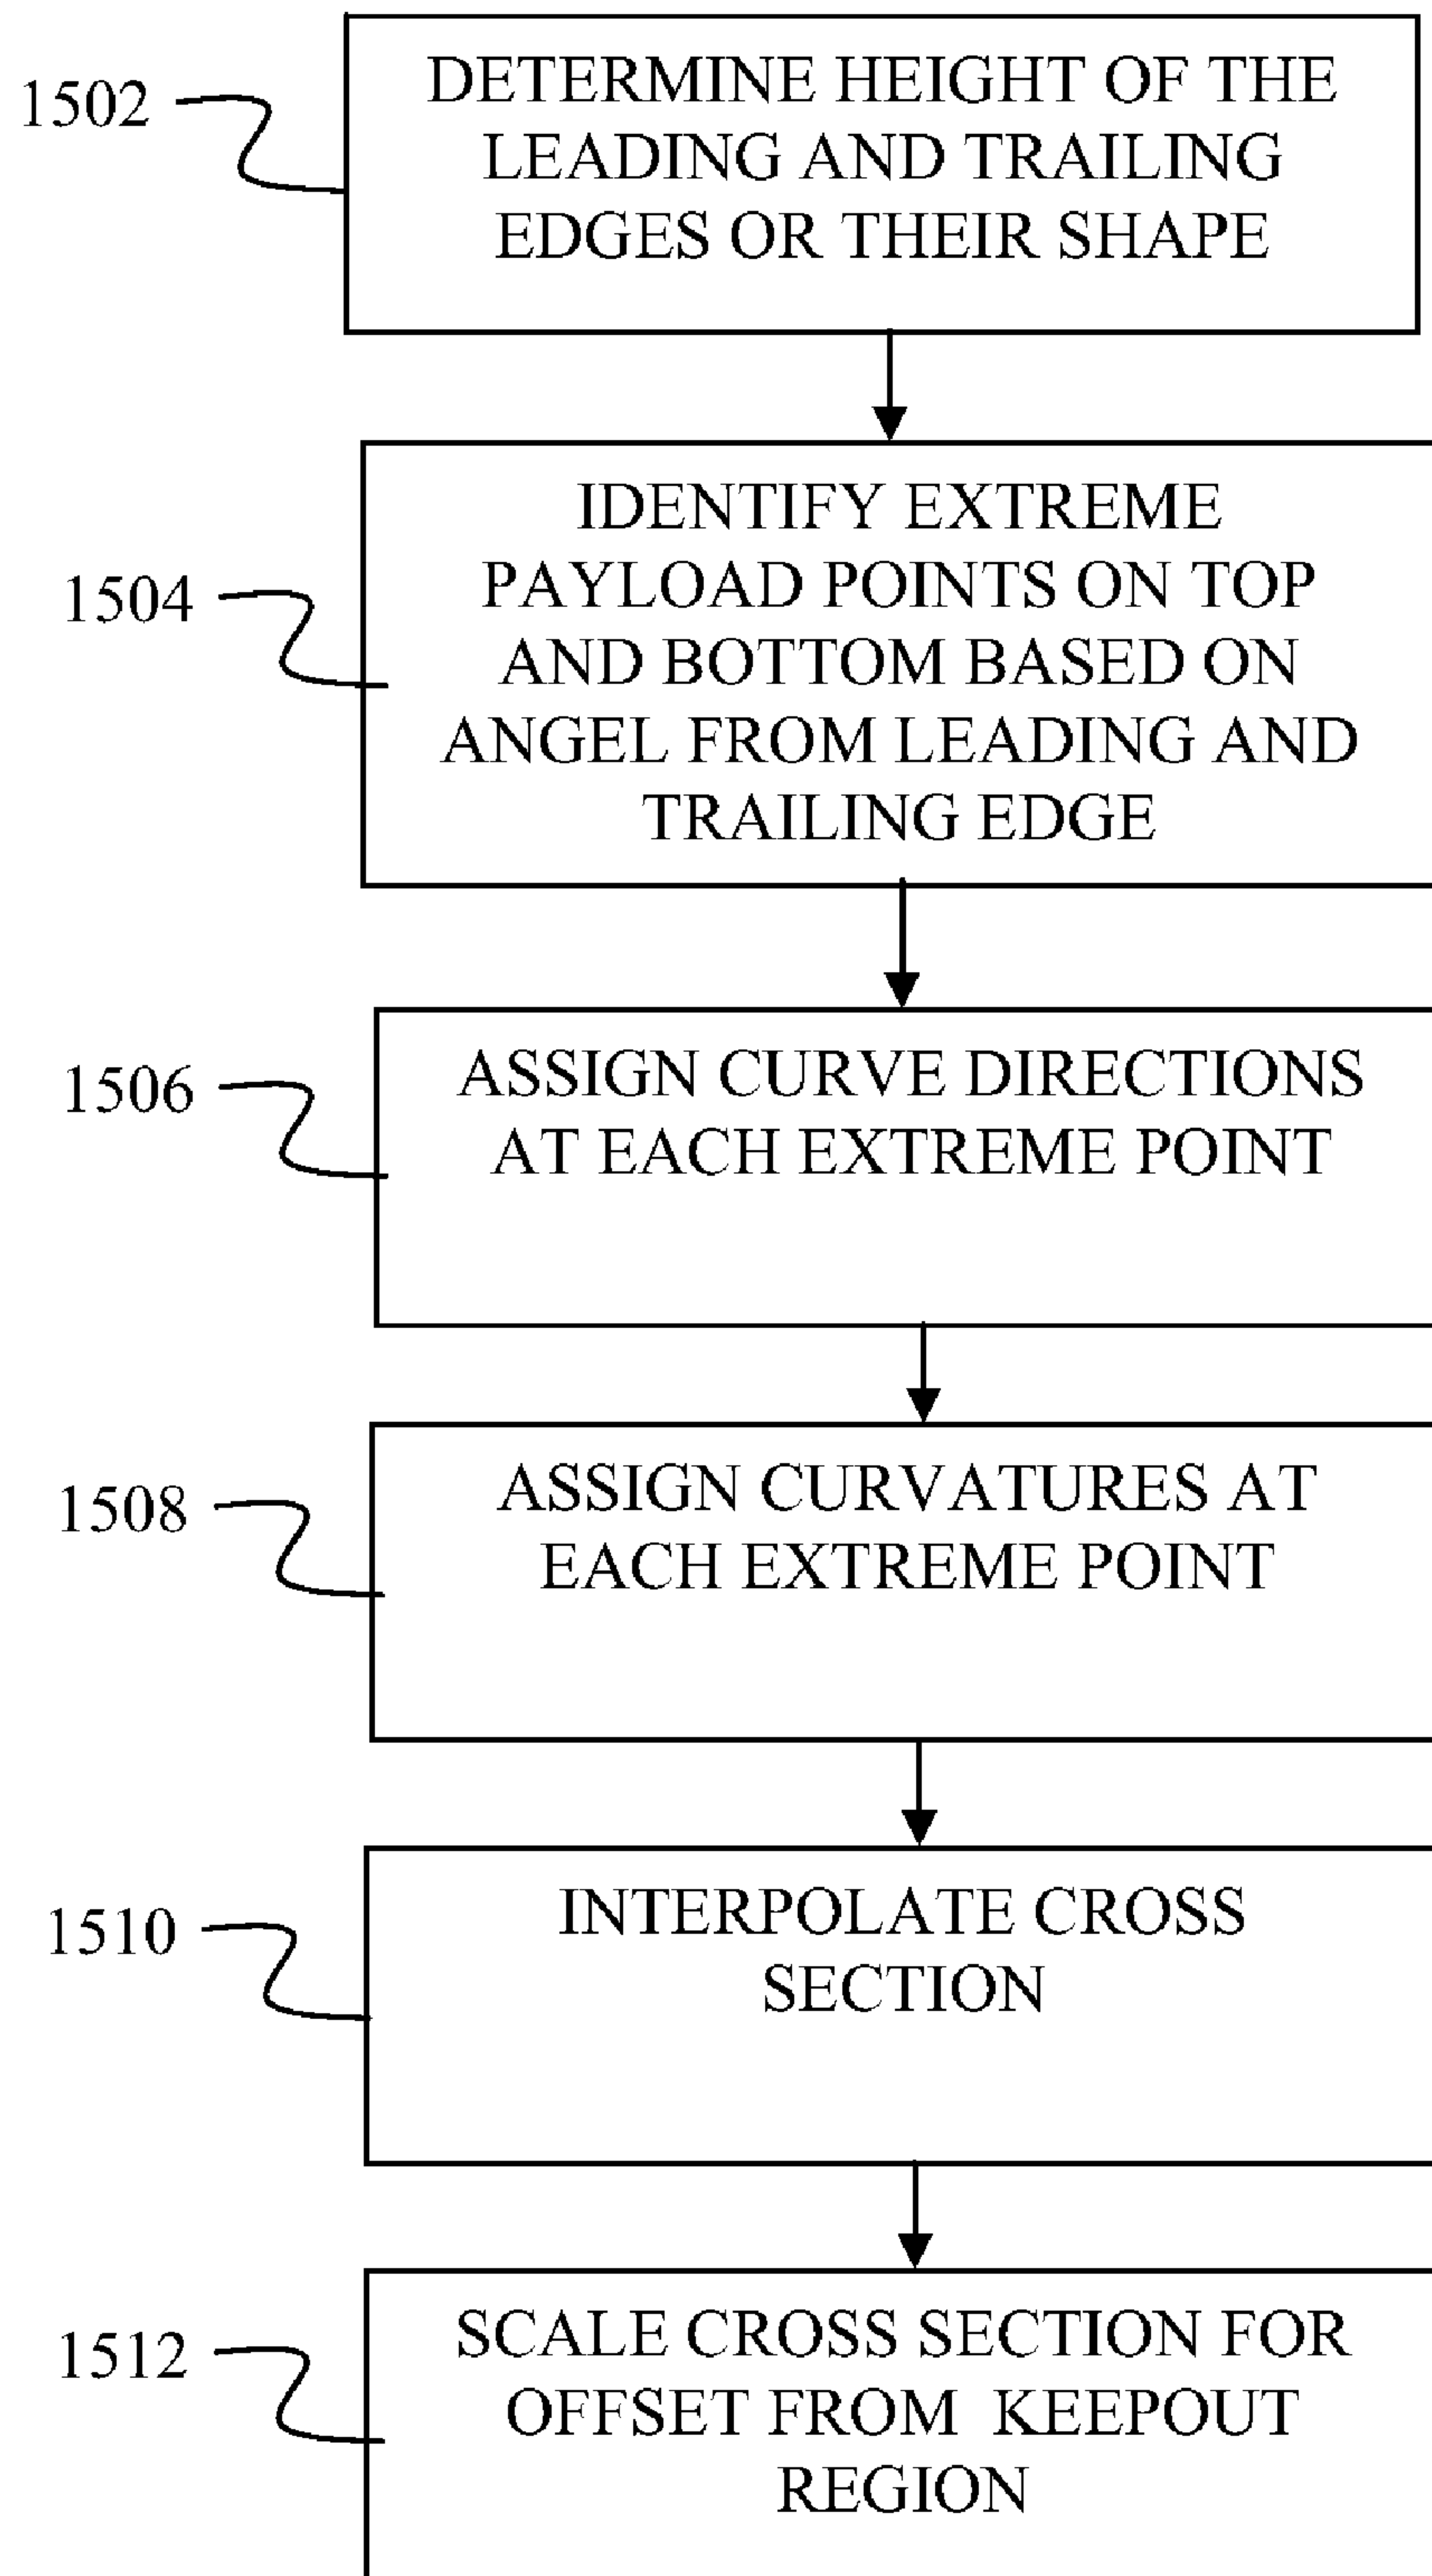 1502
DETERMINE HEIGHT OF THE
LEADING AND TRAILING
EDGES OR THEIR SHAPE
1504
IDENTIFY EXTREME
PAYLOAD POINTS ON TOP
AND BOTTOM BASED ON
ANGEL FROM LEADING AND
TRAILING EDGE
1506
ASSIGN CURVE DIRECTIONS
AT EACH EXTREME POINT
1508
ASSIGN CURVATURES AT
EACH EXTREME POINT
1510
INTERPOLATE CROSS
SECTION
1512
SCALE CROSS SECTION FOR
OFFSET FROM KEEPOUT
REGION